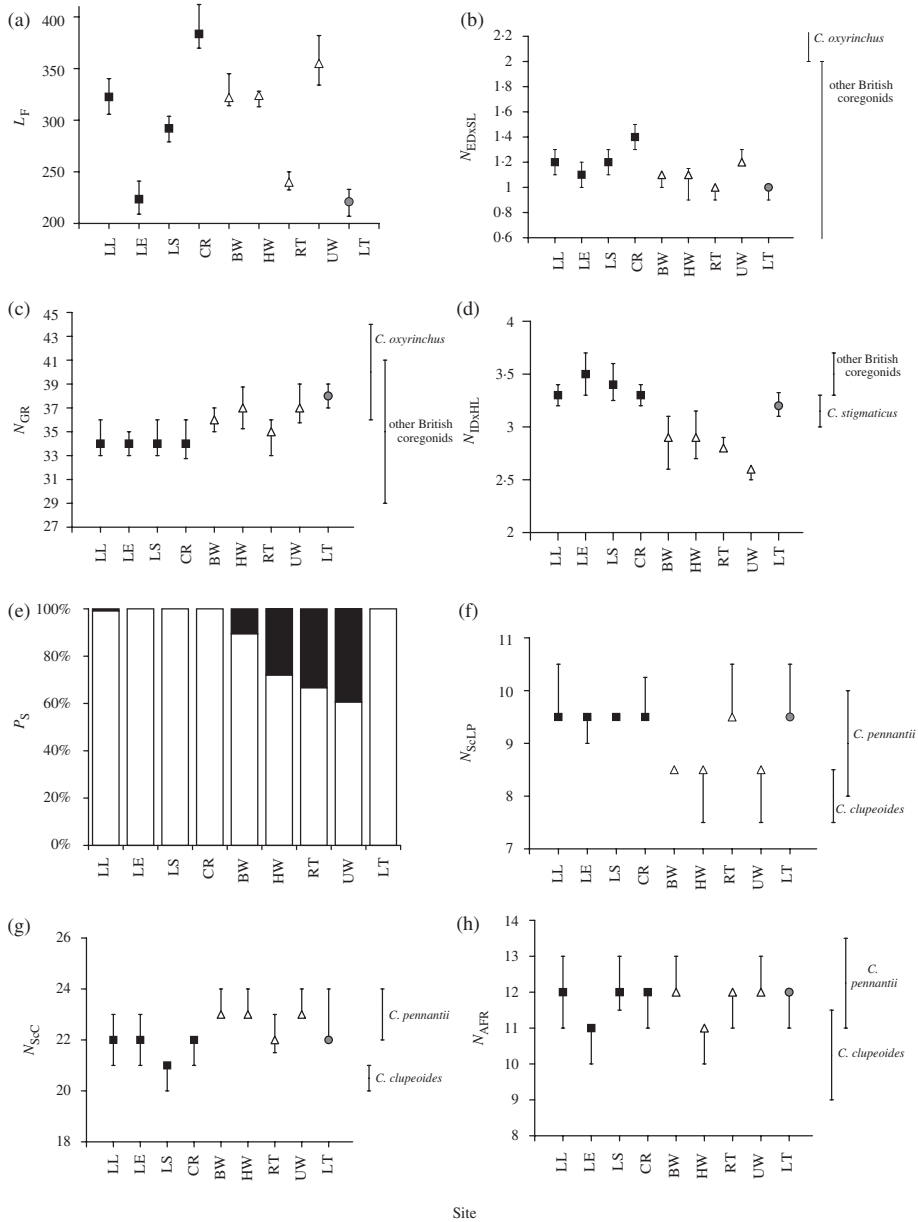 (a)
400
350
300
250
200
L_F
LL LE LS CR BW HW RT UW LT
(b)
2·2
2
1·8
1·6
1·4
1·2
1
0·8
0·6
N_EDxSL
LL LE LS CR BW HW RT UW LT
C. oxyrinchus
other British
coregonids
(c)
45
43
41
39
37
35
33
31
29
27
N_GR
LL LE LS CR BW HW RT UW LT
C. oxyrinchus
other British
coregonids
(d)
4
3·5
3
2·5
2
N_IDxHL
LL LE LS CR BW HW RT UW LT
other British
coregonids
C. stigmaticus
(e)
100%
80%
60%
40%
20%
0%
P_S
LL LE LS CR BW HW RT UW LT
(f)
11
10
9
8
7
N_ScLP
LL LE LS CR BW HW RT UW LT
C. pennantii
C. clupeoides
(g)
26
24
22
20
18
N_ScC
LL LE LS CR BW HW RT UW LT
C. pennantii
C. clupeoides
(h)
14
13
12
11
10
9
8
N_AFR
LL LE LS CR BW HW RT UW LT
C.
pennantii
C. clupeoides
Site